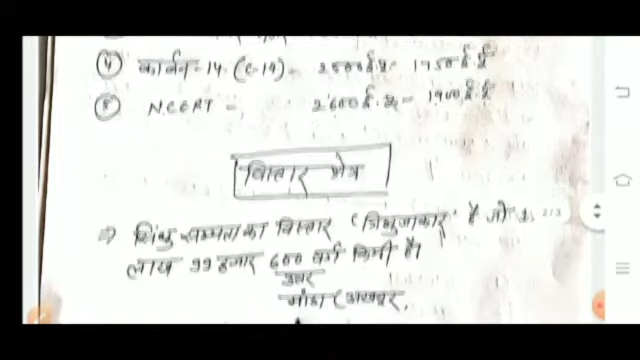 ④ कार्बन-14 (C-14) - 2500 ई.पू - 1750 ई.पू
⑤ NCERT = 2600 ई.पू - 1900 ई.पू
विस्तार क्षेत्र
⇒ सिंधु सभ्यता का विस्तार "त्रिभुजाकार" है जो
लाख 99 हजार 600 वर्ग किमी है।
उत्तर
मांडा (अखनूर,